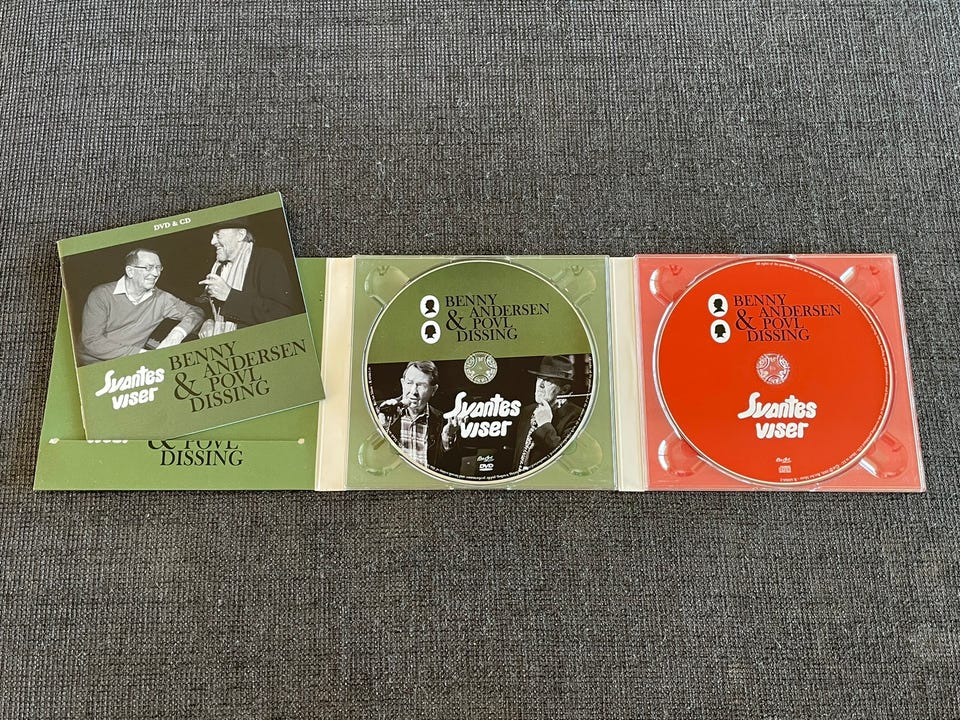 DVD & CD
BENNY
ANDERSEN
& POVL
DISSING
Svantes
viser
& POVL
DISSING
BENNY
ANDERSEN
& POVL
DISSING
Svantes
viser
DVD
BENNY
ANDERSEN
& POVL
DISSING
Svantes
viser